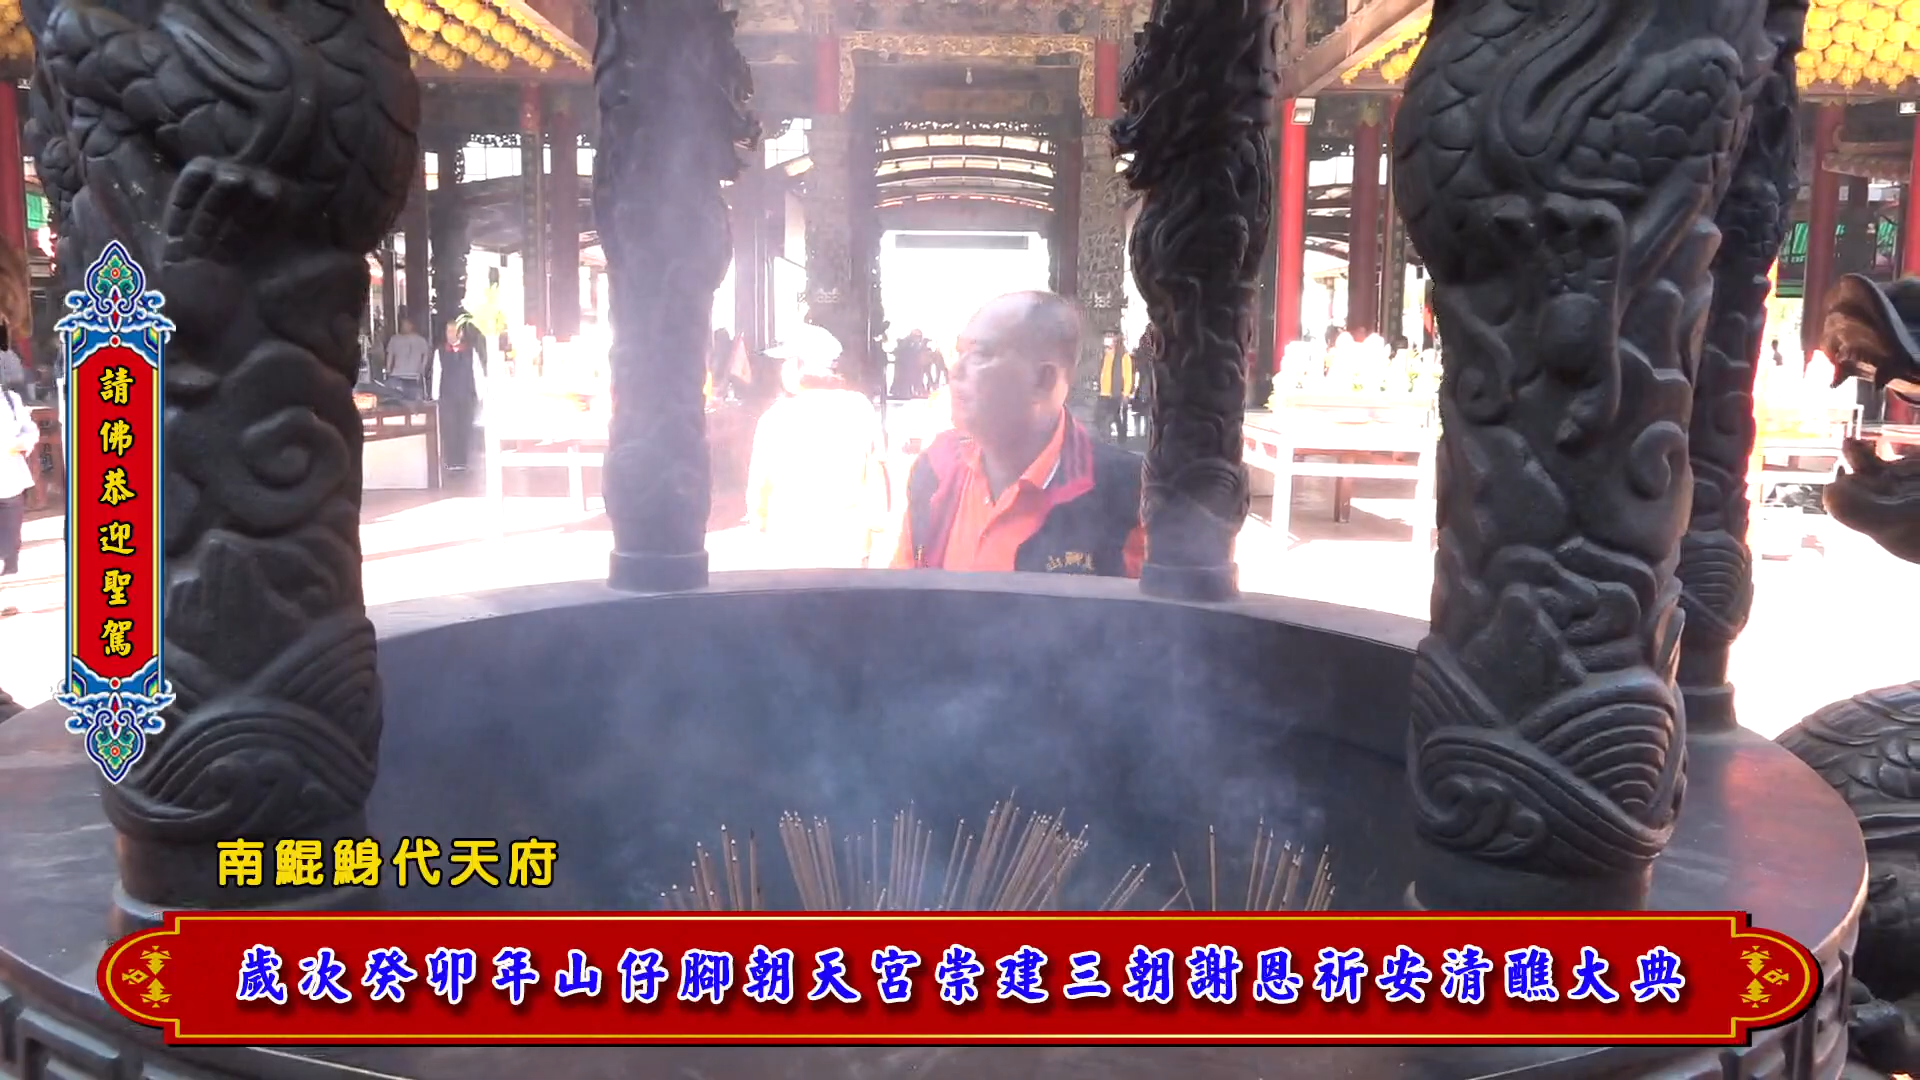 請佛恭迎聖駕
南鯤鯓代天府
歲次癸卯年山仔腳朝天宮崇建三朝謝恩祈安清醮大典